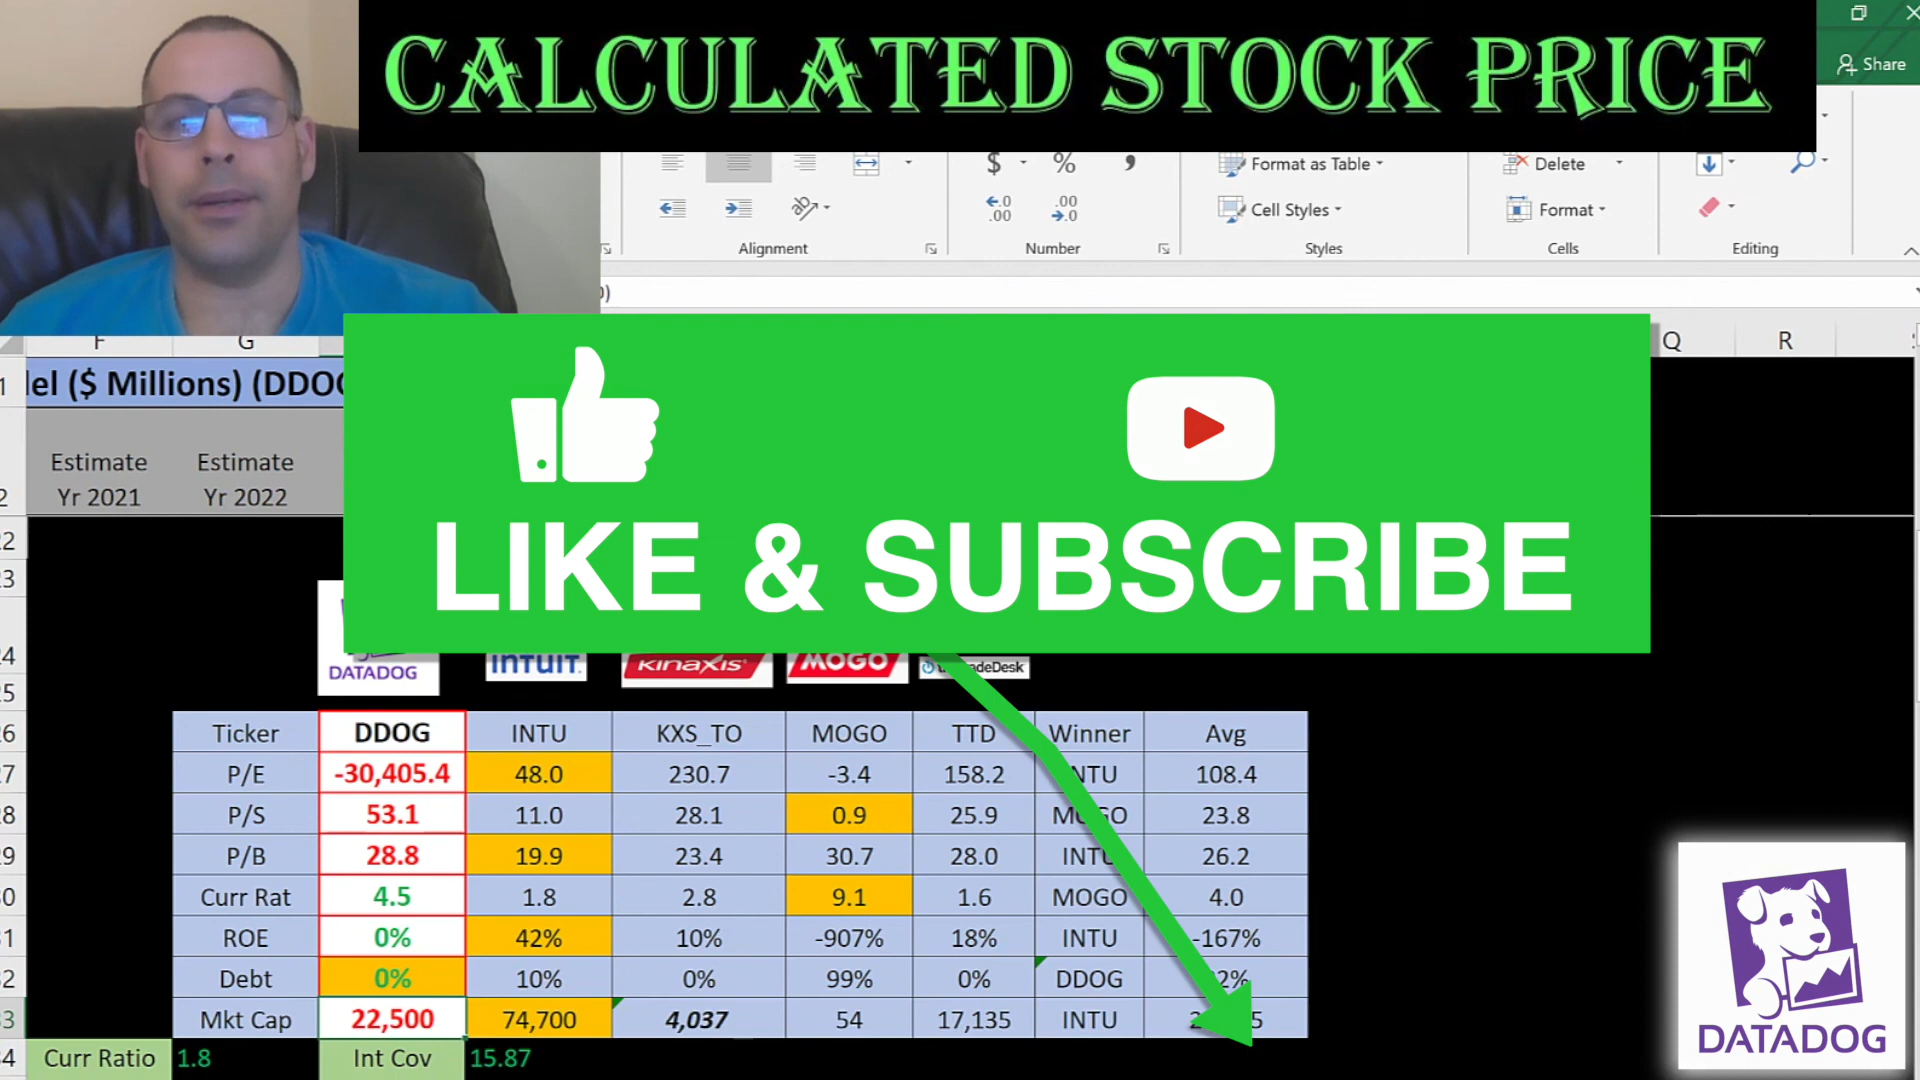 CALCULATED STOCK PRICE
Share
$ % ,
Format as Table
Delete
Cell Styles
Format
Alignment
Number
Styles
Cells
Editing
F G Q R
del ($ Millions) (DDOG
Estimate Yr 2021
Estimate Yr 2022
LIKE & SUBSCRIBE
DATADOG INTUIT KINAXIS MOGO theTradeDesk
Ticker DDOG INTU KXS_TO MOGO TTD Winner Avg
P/E -30,405.4 48.0 230.7 -3.4 158.2 INTU 108.4
P/S 53.1 11.0 28.1 0.9 25.9 MOGO 23.8
P/B 28.8 19.9 23.4 30.7 28.0 INTU 26.2
Curr Rat 4.5 1.8 2.8 9.1 1.6 MOGO 4.0
ROE 0% 42% 10% -907% 18% INTU -167%
Debt 0% 10% 0% 99% 0% DDOG
Mkt Cap 22,500 74,700 4,037 54 17,135 INTU
Curr Ratio 1.8 Int Cov 15.87
DATADOG